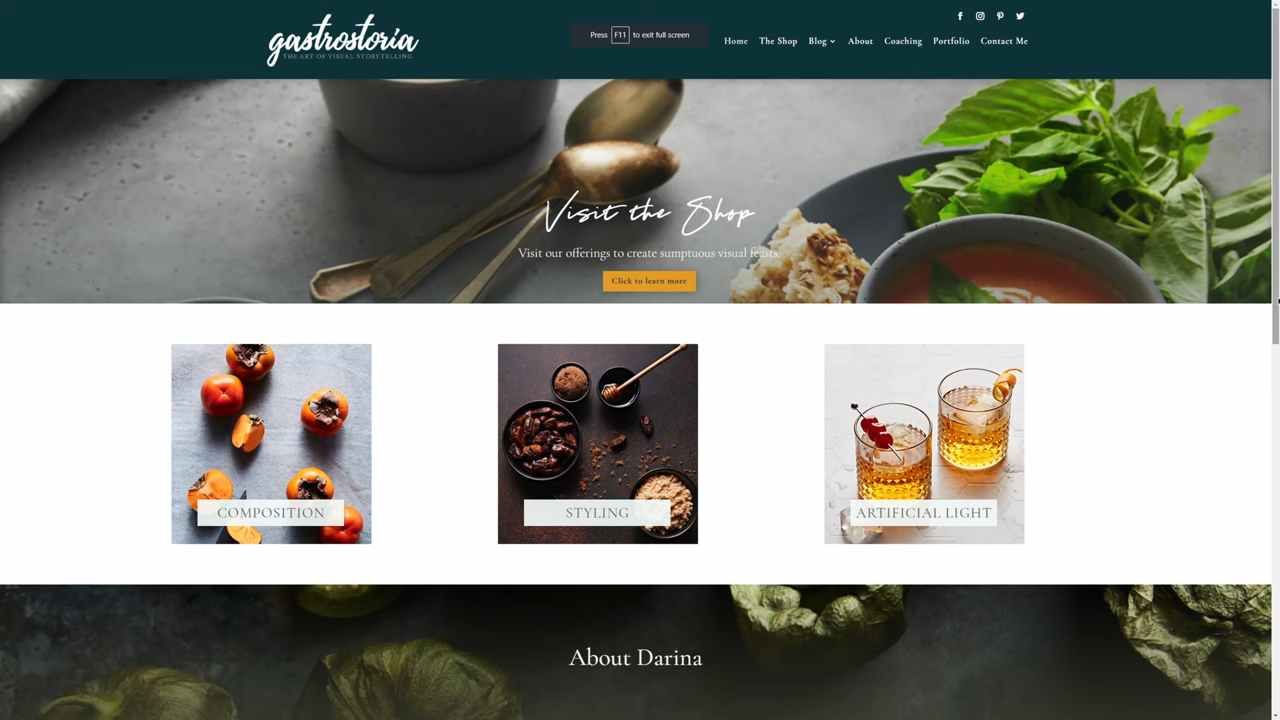 gastrostoria
THE ART OF VISUAL STORYTELLING
Press F11 to exit full screen
Home The Shop Blog About Coaching Portfolio Contact Me
Visit the Shop
Visit our offerings to create sumptuous visual feasts.
Click to learn more
COMPOSITION
STYLING
ARTIFICIAL LIGHT
About Darina